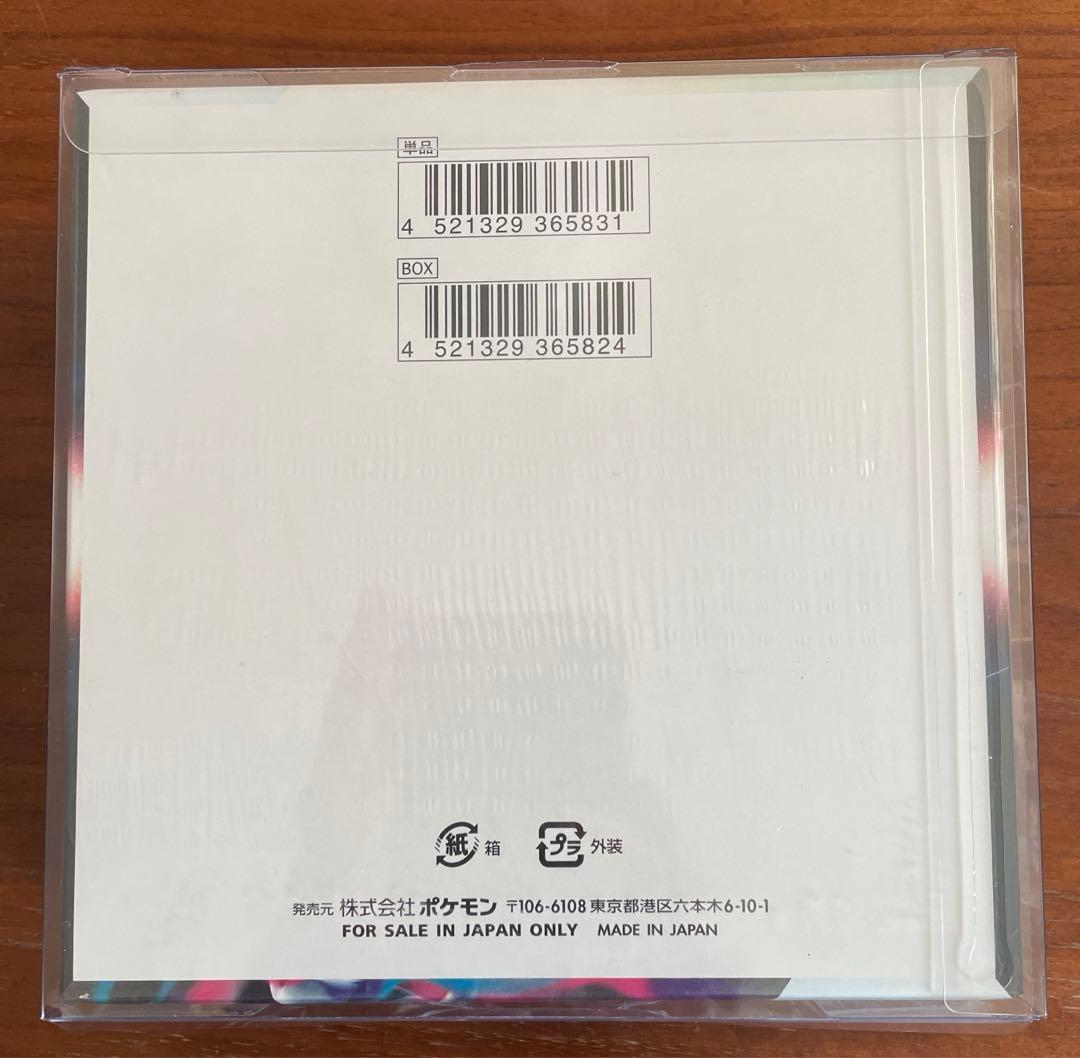 単品
4 521329 365831
BOX
4 521329 365824
紙 箱 プラ 外装
発売元 株式会社ポケモン 〒106-6108 東京都港区六本木6-10-1
FOR SALE IN JAPAN ONLY MADE IN JAPAN